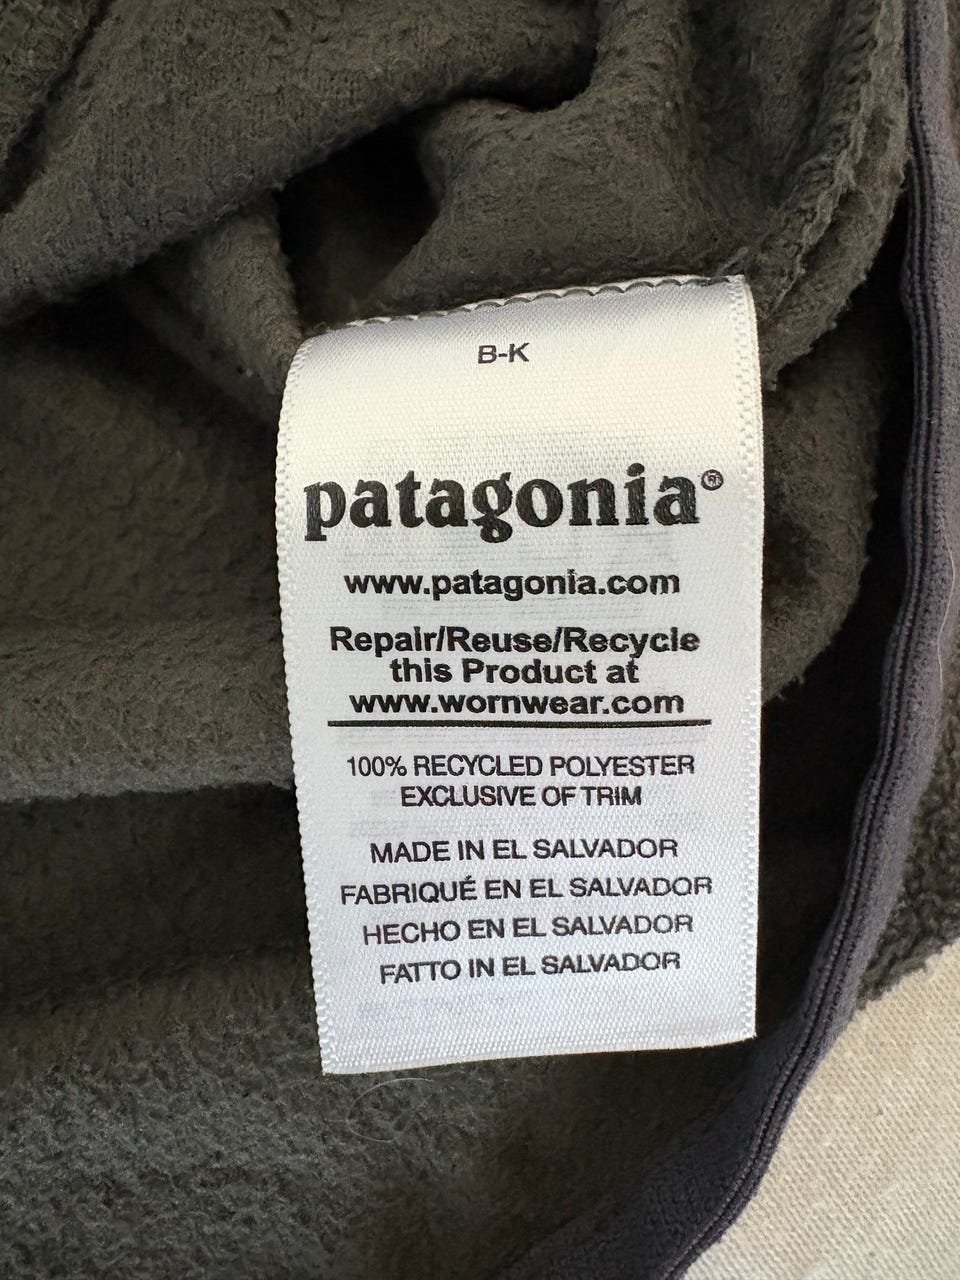 B-K
patagonia®
www.patagonia.com
Repair/Reuse/Recycle
this Product at
www.wornwear.com
100% RECYCLED POLYESTER
EXCLUSIVE OF TRIM
MADE IN EL SALVADOR
FABRIQUÉ EN EL SALVADOR
HECHO EN EL SALVADOR
FATTO IN EL SALVADOR